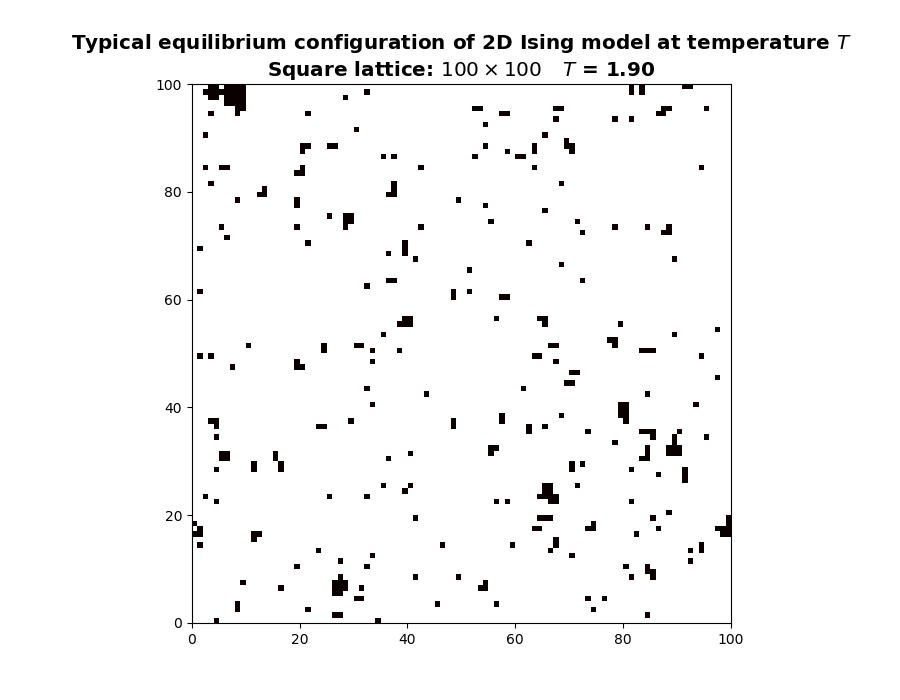 Typical equilibrium configuration of 2D Ising model at temperature T
Square lattice: 100 × 100 T = 1.90
100
80
60
40
20
0
0 20 40 60 80 100